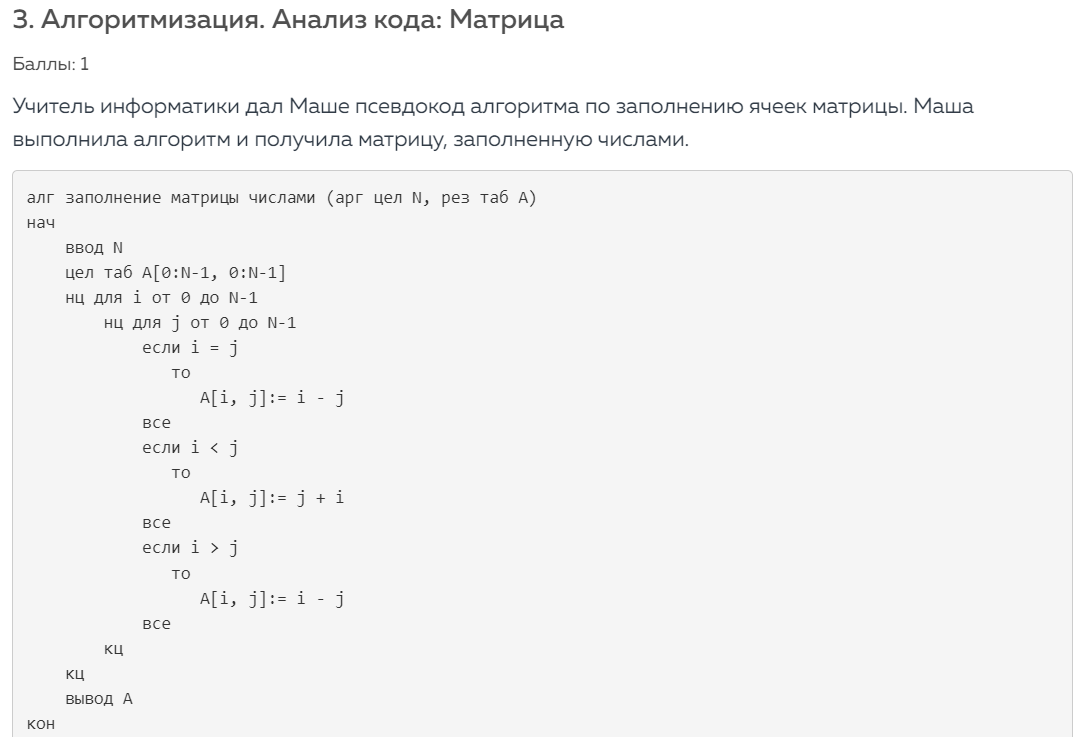 3. Алгоритмизация. Анализ кода: Матрица
Баллы: 1
Учитель информатики дал Маше псевдокод алгоритма по заполнению ячеек матрицы. Маша
выполнила алгоритм и получила матрицу, заполненную числами.
алг заполнение матрицы числами (арг цел N, рез таб A)
нач
    ввод N
    цел таб A[0:N-1, 0:N-1]
    нц для i от 0 до N-1
        нц для j от 0 до N-1
            если i = j
               то
                  A[i, j]:= i - j
            все
            если i < j
               то
                  A[i, j]:= j + i
            все
            если i > j
               то
                  A[i, j]:= i - j
            все
        кц
    кц
    вывод A
кон